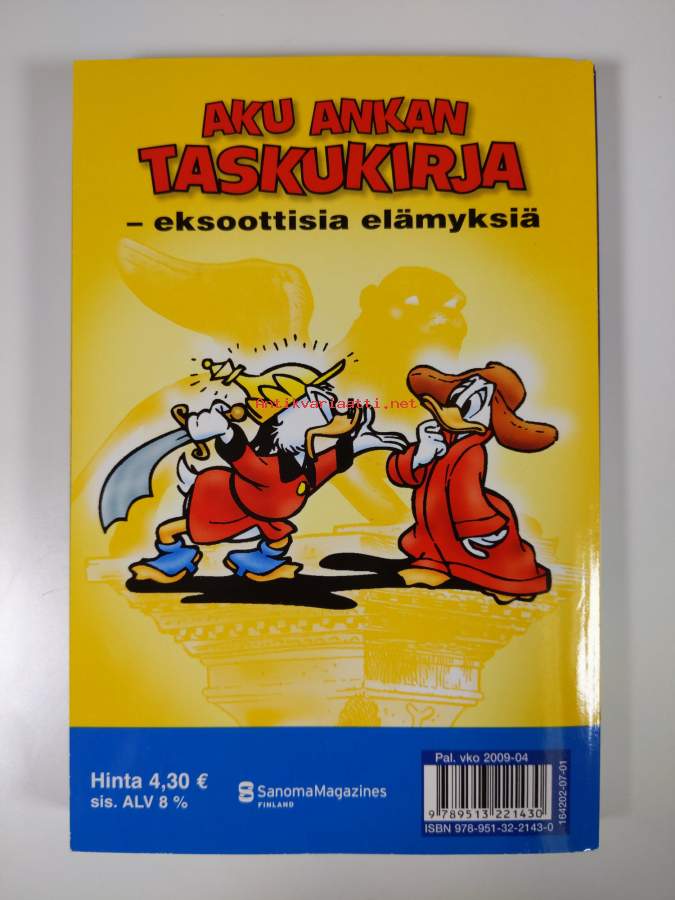 AKU ANKAN
TASKUKIRJA
– eksoottisia elämyksiä
Antikvariaatti.net
Hinta 4,30 €
sis. ALV 8 %
SanomaMagazines
FINLAND
Pal. vko 2009-04
9 789513 221430
ISBN 978-951-32-2143-0
164202-07-01